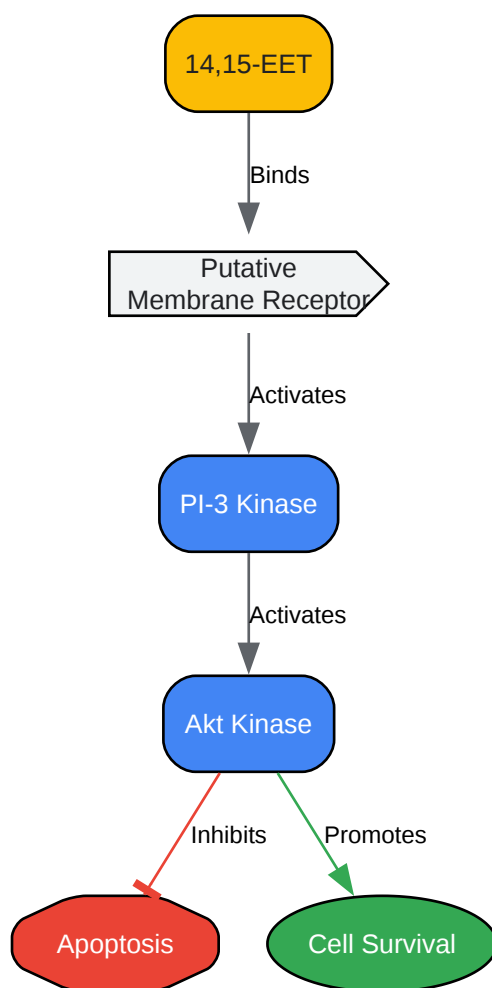 14,15-EET
Binds
Putative
Membrane Receptor
Activates
PI-3 Kinase
Activates
Akt Kinase
Inhibits
Promotes
Apoptosis
Cell Survival